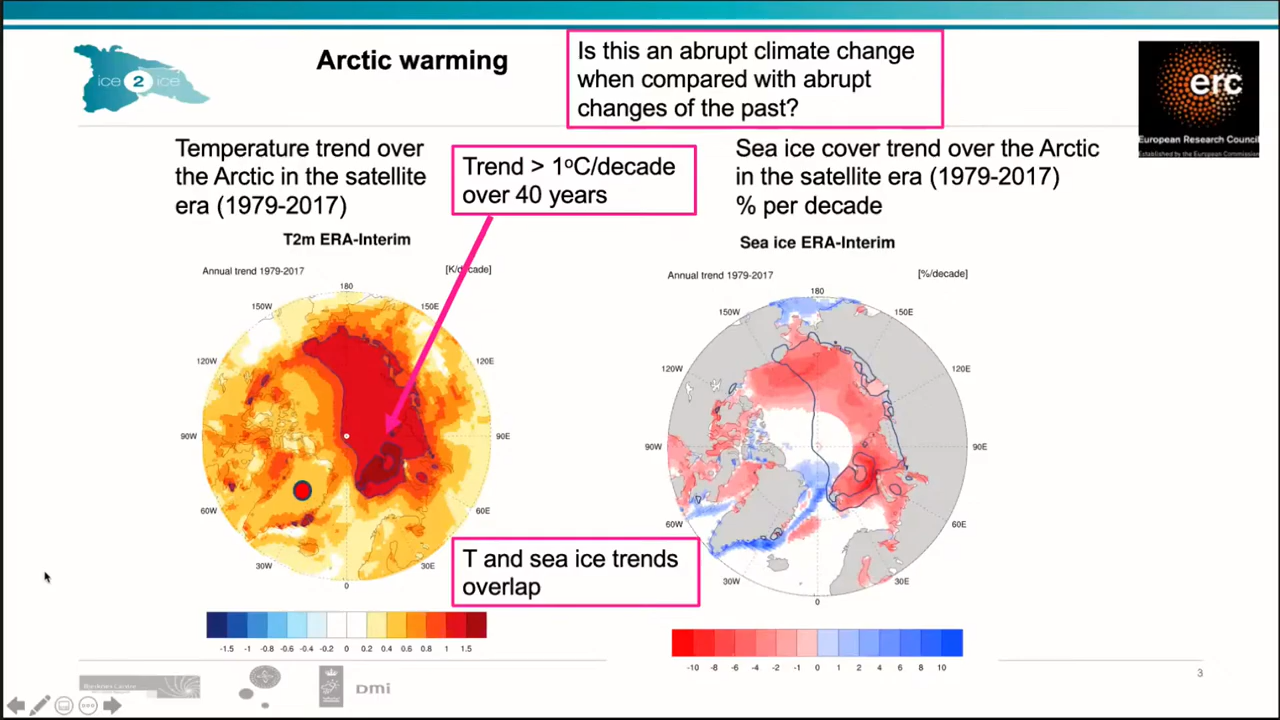 ice 2 ice
Arctic warming
Is this an abrupt climate change
when compared with abrupt
changes of the past?
erc
European Research Council
Established by the European Commission
Temperature trend over
the Arctic in the satellite
era (1979-2017)
Trend > 1ºC/decade
over 40 years
Sea ice cover trend over the Arctic
in the satellite era (1979-2017)
% per decade
T2m ERA-Interim
Annual trend 1979-2017
[K/decade]
180
150W
150E
120W
120E
90W
90E
60W
60E
30W
30E
0
-1.5 -1 -0.8 -0.6 -0.4 -0.2 0 0.2 0.4 0.6 0.8 1 1.5
Sea ice ERA-Interim
Annual trend 1979-2017
[%/decade]
180
150W
150E
120W
120E
90W
90E
60W
60E
30W
30E
0
-10 -8 -6 -4 -2 -1 0 1 2 4 6 8 10
T and sea ice trends
overlap
DMi
3